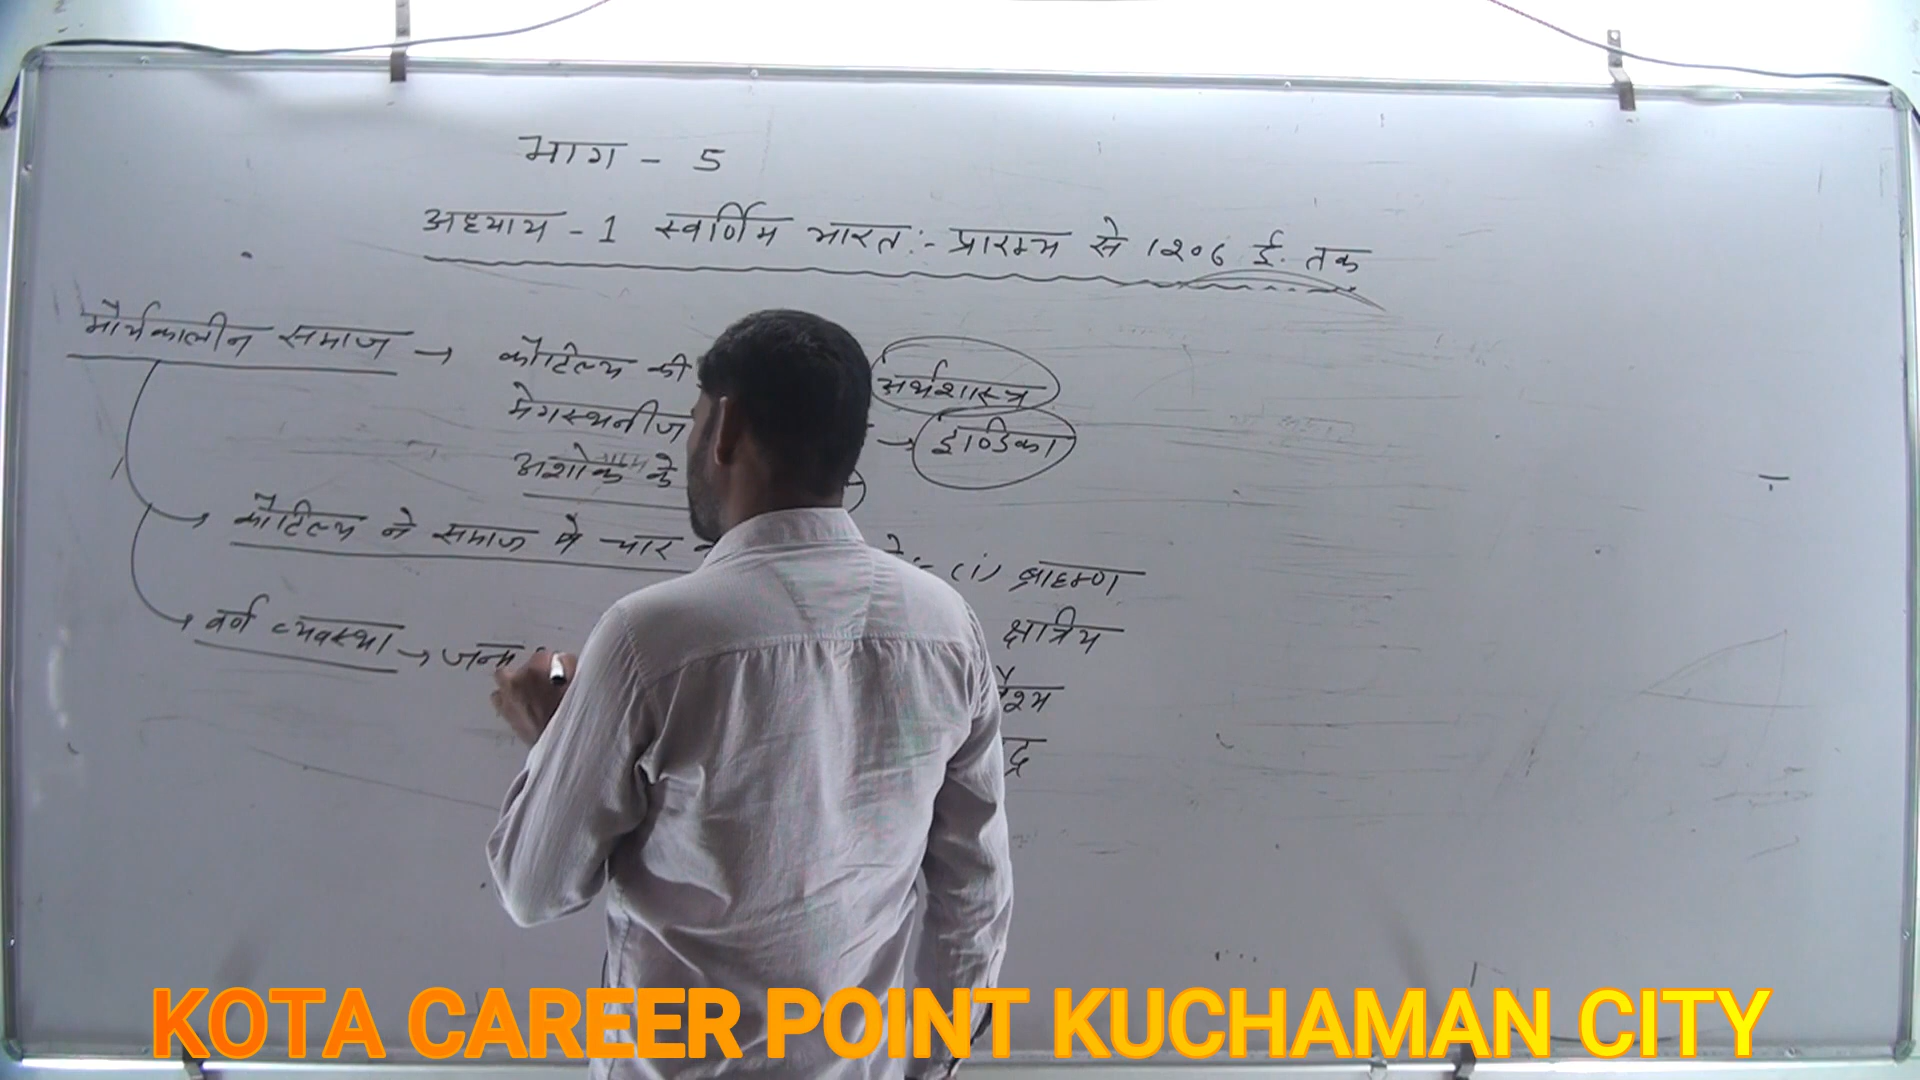 भाग - 5
अध्याय - 1 स्वर्णिम भारत :- प्रारम्भ से 1206 ई. तक
मौर्यकालीन समाज → कौटिल्य की अर्थशास्त्र
मेगस्थनीज → इण्डिका
अशोक के
कौटिल्य ने समाज मे चार :- (i) ब्राह्मण
क्षात्रिय
वर्ण व्यवस्था → जन्म
KOTA CAREER POINT KUCHAMAN CITY